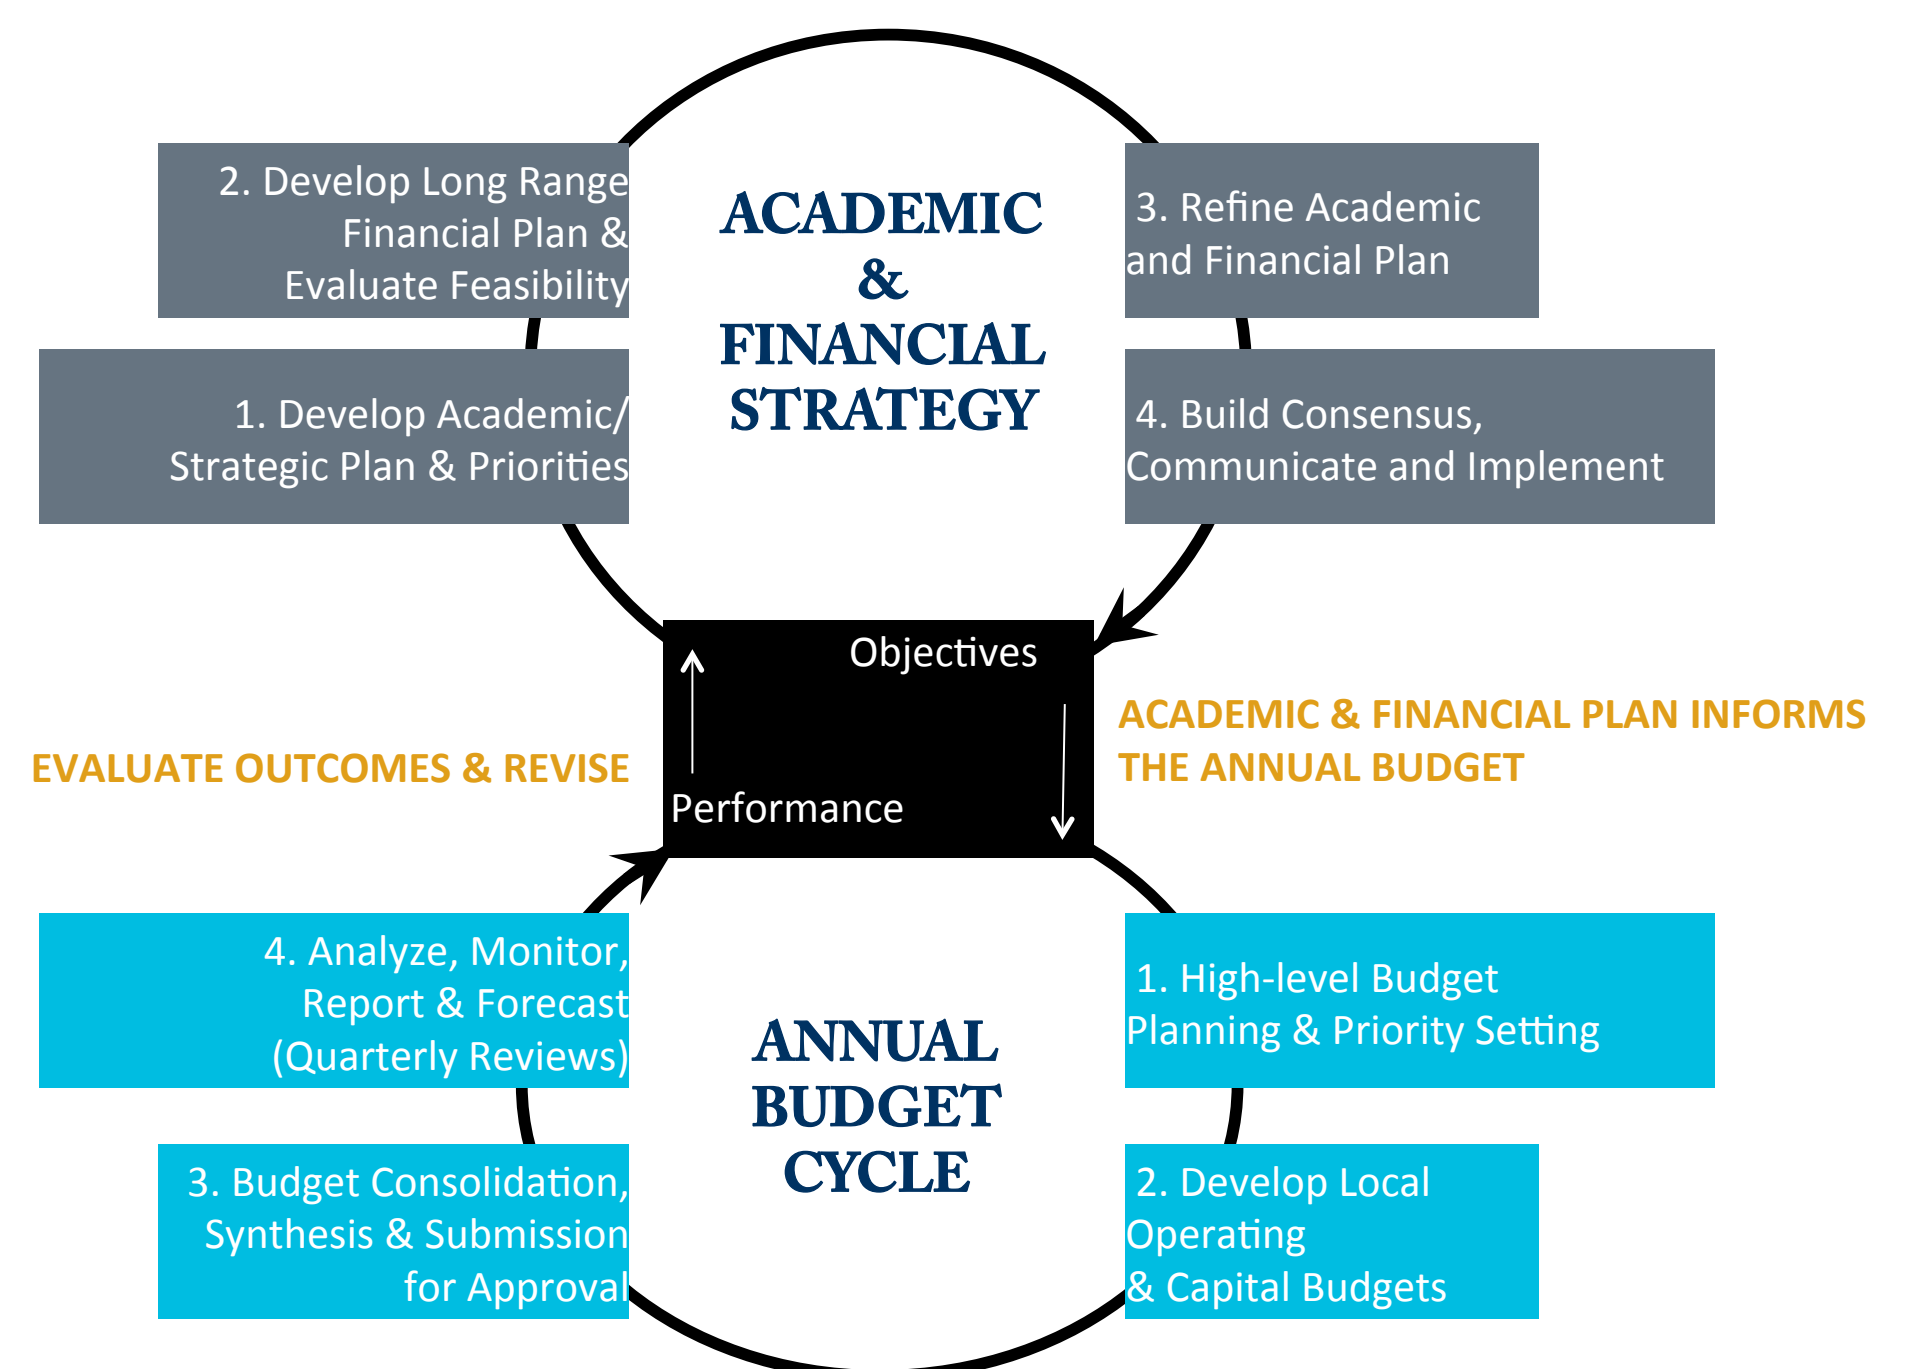 2. Develop Long Range
Financial Plan &
Evaluate Feasibility
1. Develop Academic/
Strategic Plan & Priorities
ACADEMIC
&
FINANCIAL
STRATEGY
3. Refine Academic
and Financial Plan
4. Build Consensus,
Communicate and Implement
Objectives
Performance
EVALUATE OUTCOMES & REVISE
ACADEMIC & FINANCIAL PLAN INFORMS
THE ANNUAL BUDGET
4. Analyze, Monitor,
Report & Forecast
(Quarterly Reviews)
3. Budget Consolidation,
Synthesis & Submission
for Approval
ANNUAL
BUDGET
CYCLE
1. High-level Budget
Planning & Priority Setting
2. Develop Local
Operating
& Capital Budgets